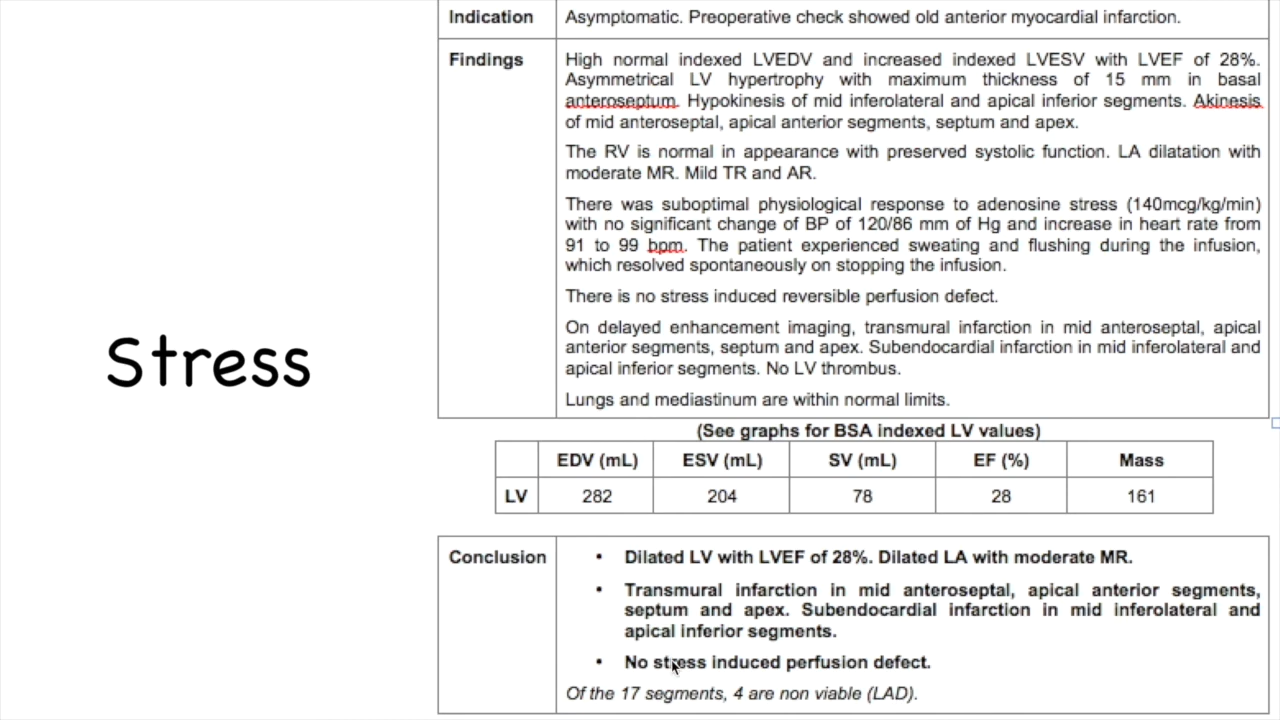 Stress
Indication
Asymptomatic. Preoperative check showed old anterior myocardial infarction.
Findings
High normal indexed LVEDV and increased indexed LVESV with LVEF of 28%.
Asymmetrical LV hypertrophy with maximum thickness of 15 mm in basal
anteroseptum. Hypokinesis of mid inferolateral and apical inferior segments. Akinesis
of mid anteroseptal, apical anterior segments, septum and apex.
The RV is normal in appearance with preserved systolic function. LA dilatation with
moderate MR. Mild TR and AR.
There was suboptimal physiological response to adenosine stress (140mcg/kg/min)
with no significant change of BP of 120/86 mm of Hg and increase in heart rate from
91 to 99 bpm. The patient experienced sweating and flushing during the infusion,
which resolved spontaneously on stopping the infusion.
There is no stress induced reversible perfusion defect.
On delayed enhancement imaging, transmural infarction in mid anteroseptal, apical
anterior segments, septum and apex. Subendocardial infarction in mid inferolateral and
apical inferior segments. No LV thrombus.
Lungs and mediastinum are within normal limits.
(See graphs for BSA indexed LV values)
EDV (mL) ESV (mL) SV (mL) EF (%) Mass
LV 282 204 78 28 161
Conclusion
• Dilated LV with LVEF of 28%. Dilated LA with moderate MR.
• Transmural infarction in mid anteroseptal, apical anterior segments,
septum and apex. Subendocardial infarction in mid inferolateral and
apical inferior segments.
• No stress induced perfusion defect.
Of the 17 segments, 4 are non viable (LAD).